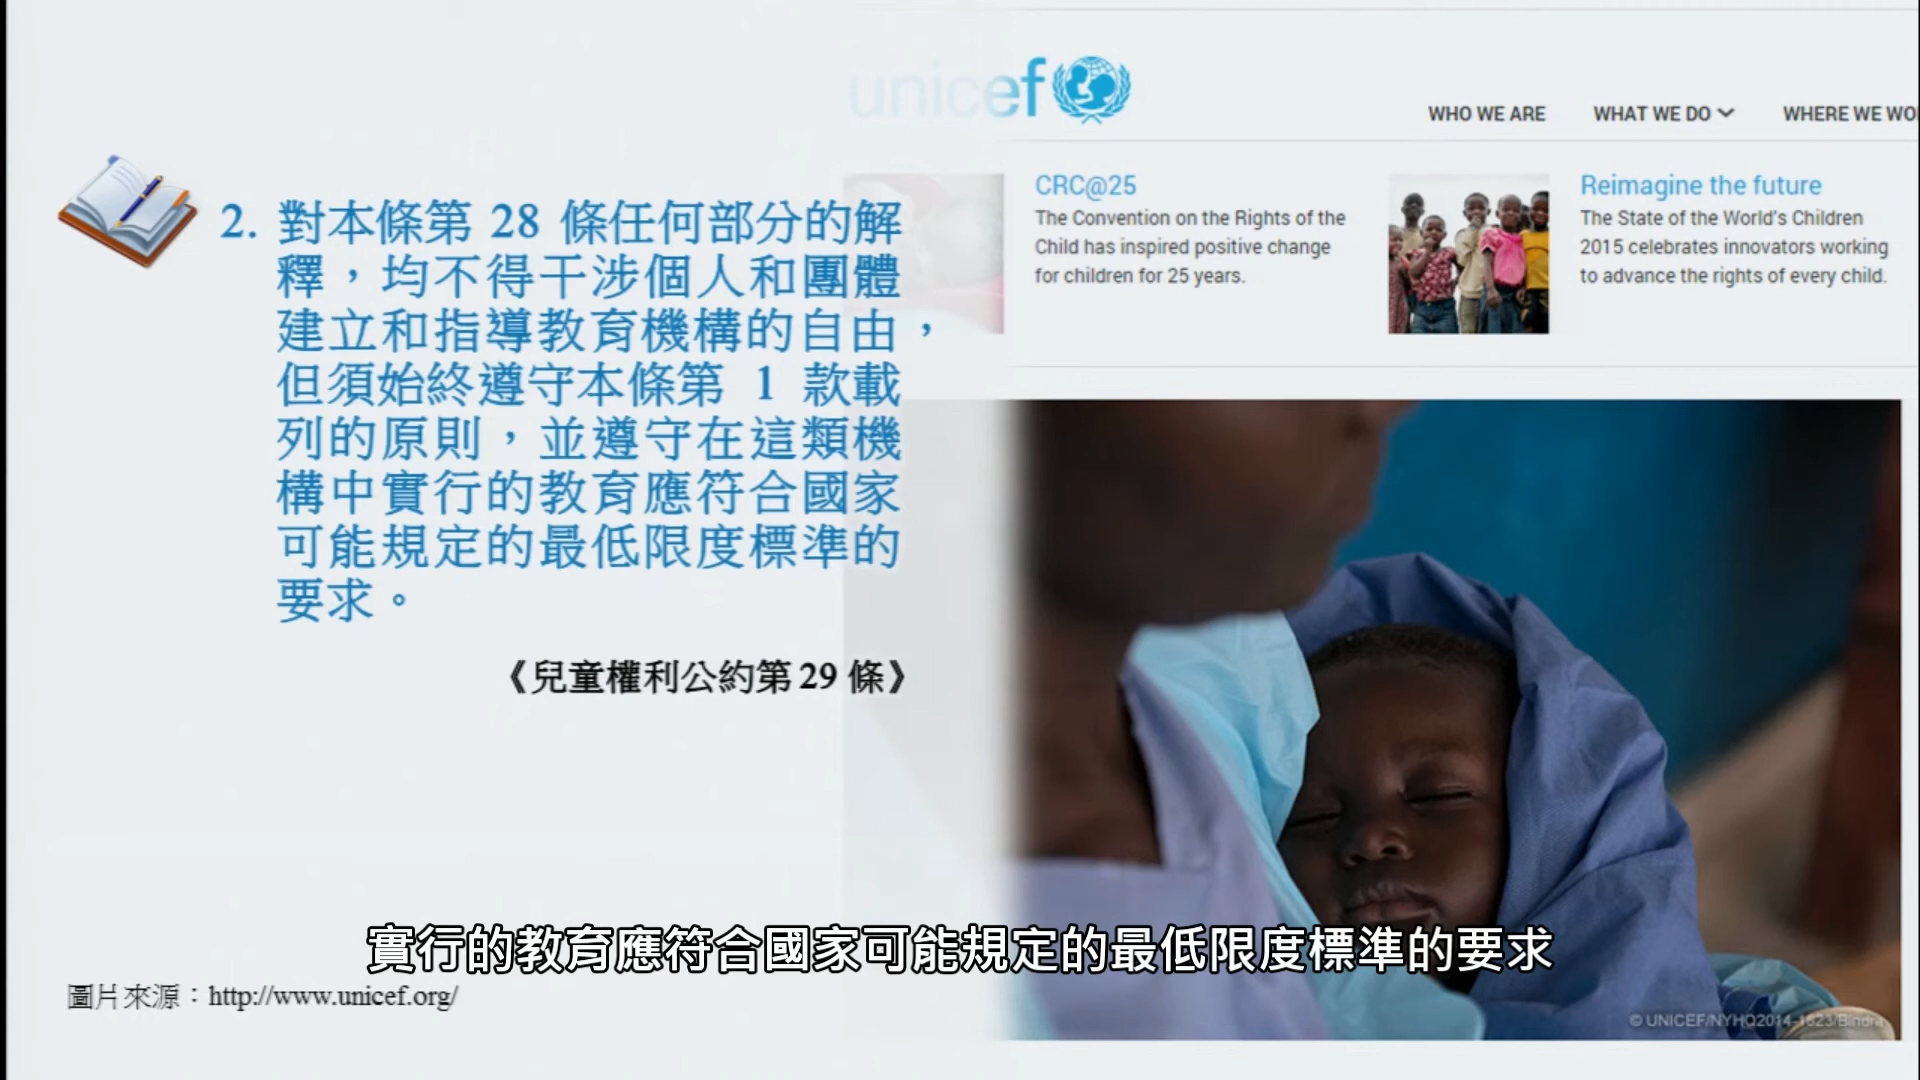 unicef
WHO WE ARE
WHAT WE DO
WHERE WE WO
CRC@25
The Convention on the Rights of the
Child has inspired positive change
for children for 25 years.
Reimagine the future
The State of the World's Children
2015 celebrates innovators working
to advance the rights of every child.
2. 對本條第 28 條任何部分的解
釋，均不得干涉個人和團體
建立和指導教育機構的自由，
但須始終遵守本條第 1 款載
列的原則，並遵守在這類機
構中實行的教育應符合國家
可能規定的最低限度標準的
要求。
《兒童權利公約第 29 條》
實行的教育應符合國家可能規定的最低限度標準的要求
圖片來源：http://www.unicef.org/
© UNICEF/NYHQ2014-1623/Bindra